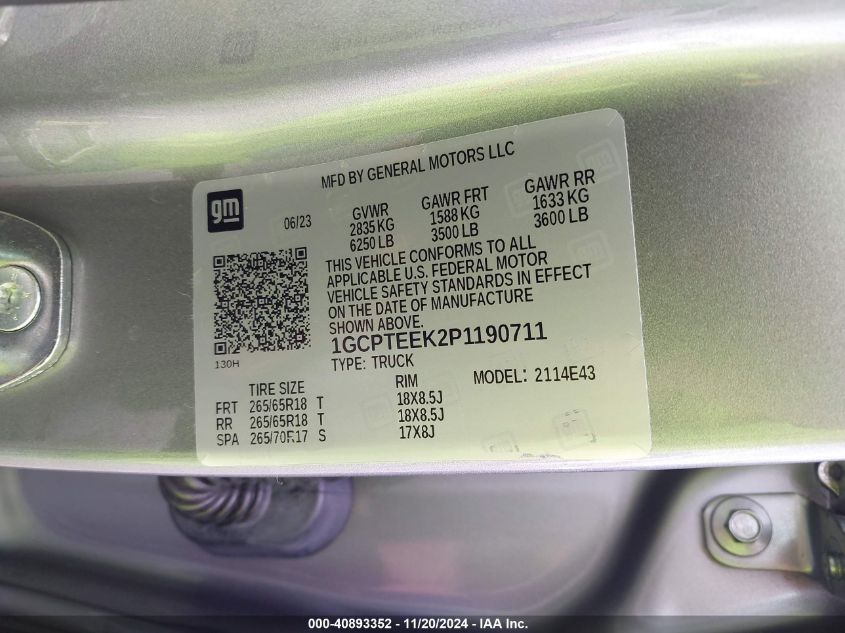 MFD BY GENERAL MOTORS LLC
gm
06/23
GVWR GAWR FRT GAWR RR
2835 KG 1588 KG 1633 KG
6250 LB 3500 LB 3600 LB
THIS VEHICLE CONFORMS TO ALL
APPLICABLE U.S. FEDERAL MOTOR
VEHICLE SAFETY STANDARDS IN EFFECT
ON THE DATE OF MANUFACTURE
SHOWN ABOVE.
1GCPTEEK2P1190711
130H
TYPE: TRUCK
MODEL: 2114E43
TIRE SIZE RIM
FRT 265/65R18 T 18X8.5J
RR 265/65R18 T 18X8.5J
SPA 265/70R17 S 17X8J
000-40893352 - 11/20/2024 - IAA Inc.